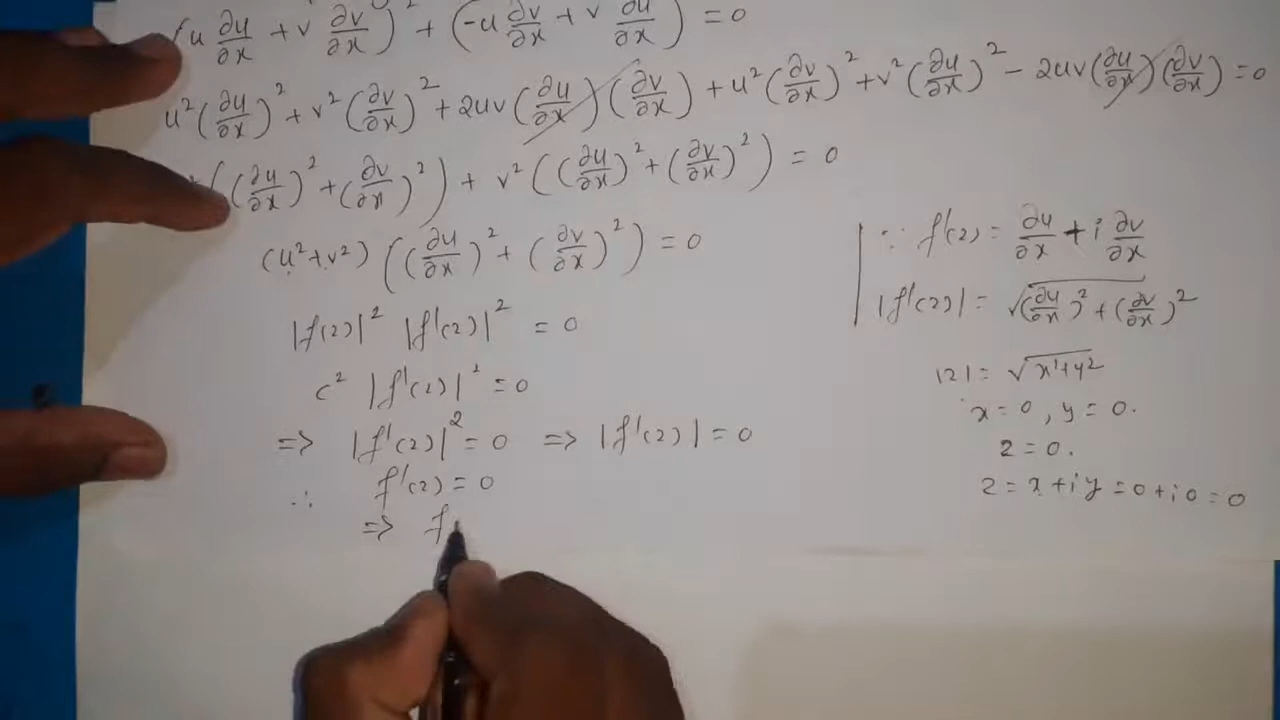 (u ∂u/∂x + v ∂v/∂x)² + (-u ∂v/∂x + v ∂u/∂x) = 0
u²(∂u/∂x)² + v²(∂v/∂x)² + 2uv(∂u/∂x)(∂v/∂x) + u²(∂v/∂x)² + v²(∂u/∂x)² - 2uv(∂u/∂x)(∂v/∂x) = 0
((∂u/∂x)² + (∂v/∂x)²) + v²((∂u/∂x)² + (∂v/∂x)²) = 0
(u²+v²) ((∂u/∂x)² + (∂v/∂x)²) = 0
|f(z)|² |f'(z)|² = 0
c² |f'(z)|² = 0
=> |f'(z)|² = 0 => |f'(z)| = 0
∴ f'(z) = 0
=> f
∵ f'(z) = ∂u/∂x + i ∂v/∂x
|f'(z)| = √(∂u/∂x)² + (∂v/∂x)²
|z| = √x²+y²
x = 0, y = 0.
z = 0.
z = x + iy = 0 + i0 = 0